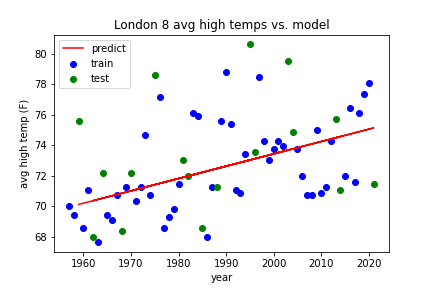 London 8 avg high temps vs. model
predict
train
test
avg high temp (F)
80
78
76
74
72
70
68
1960 1970 1980 1990 2000 2010 2020
year